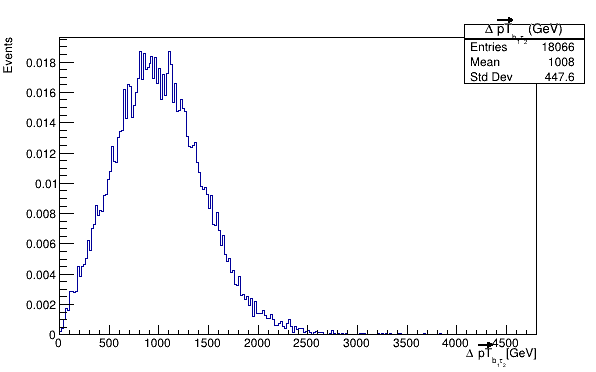 Δ pT b₁τ₂ (GeV)
Entries 18066
Mean 1008
Std Dev 447.6
Events
0.018
0.016
0.014
0.012
0.01
0.008
0.006
0.004
0.002
0
0 500 1000 1500 2000 2500 3000 3500 4000 4500
Δ pT b₁τ₂ [GeV]